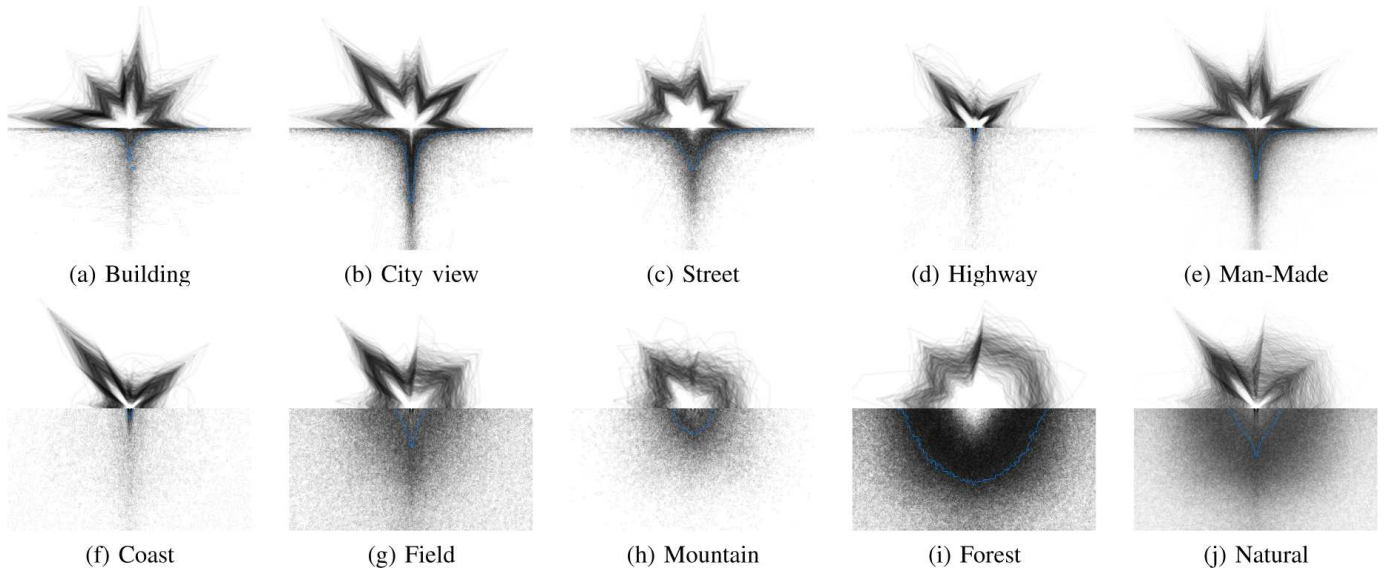 (a) Building
(b) City view
(c) Street
(d) Highway
(e) Man-Made
(f) Coast
(g) Field
(h) Mountain
(i) Forest
(j) Natural